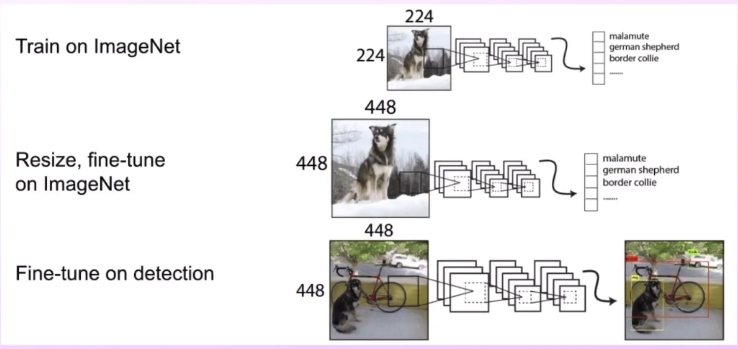 Train on ImageNet
224
224
malamute
german shepherd
border collie
......
Resize, fine-tune
on ImageNet
448
448
malamute
german shepherd
border collie
......
Fine-tune on detection
448
448